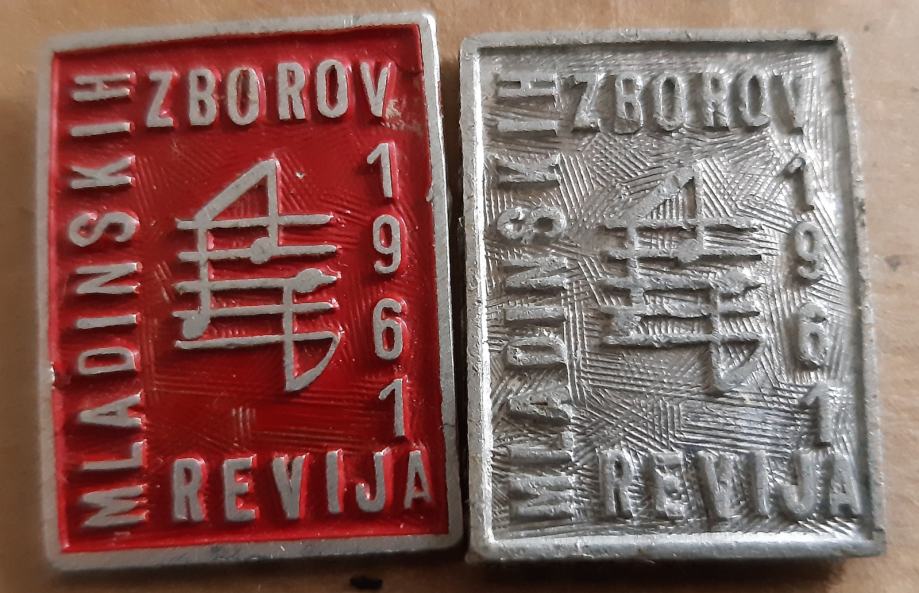 REVIJA
MLADINSKIH
ZBOROV
1961
REVIJA
MLADINSKIH
ZBOROV
1961